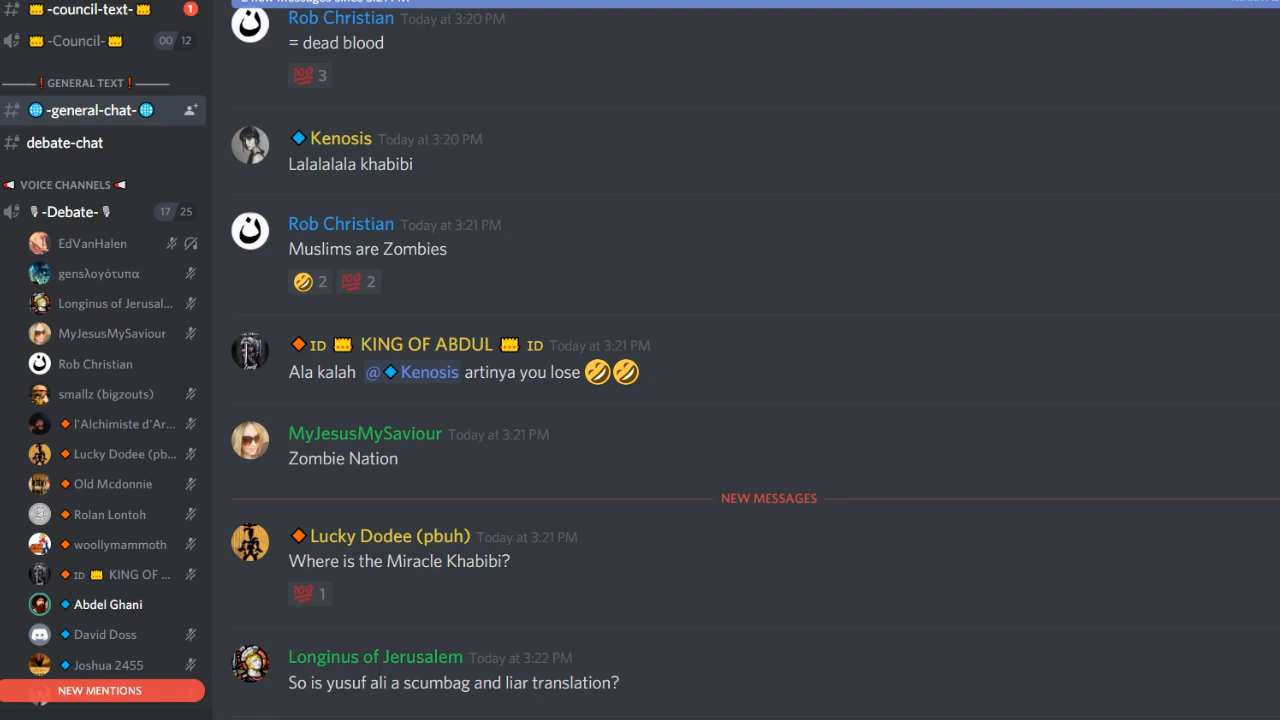 -council-text-
1
-Council-
00 12
GENERAL TEXT
-general-chat-
debate-chat
VOICE CHANNELS
-Debate-
17 25
EdVanHalen
gensλογότυπα
Longinus of Jerusal...
MyJesusMySaviour
Rob Christian
smallz (bigzouts)
l'Alchimiste d'Ar...
Lucky Dodee (pb...
Old Mcdonnie
Rolan Lontoh
woollymammoth
ID KING OF ...
Abdel Ghani
David Doss
Joshua 2455
NEW MENTIONS
Rob Christian Today at 3:20 PM
= dead blood
💯 3
Kenosis Today at 3:20 PM
Lalalalala khabibi
Rob Christian Today at 3:21 PM
Muslims are Zombies
🤣 2 💯 2
ID KING OF ABDUL ID Today at 3:21 PM
Ala kalah @🔹Kenosis artinya you lose 🤣🤣
MyJesusMySaviour Today at 3:21 PM
Zombie Nation
NEW MESSAGES
Lucky Dodee (pbuh) Today at 3:21 PM
Where is the Miracle Khabibi?
💯 1
Longinus of Jerusalem Today at 3:22 PM
So is yusuf ali a scumbag and liar translation?